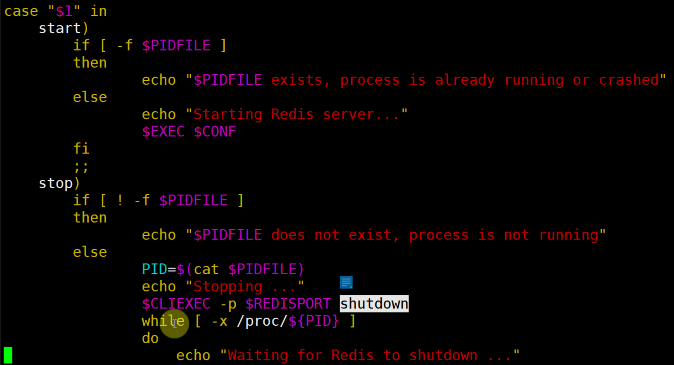 case "$1" in
start)
if [ -f $PIDFILE ]
then
echo "$PIDFILE exists, process is already running or crashed"
else
echo "Starting Redis server..."
$EXEC $CONF
fi
;;
stop)
if [ ! -f $PIDFILE ]
then
echo "$PIDFILE does not exist, process is not running"
else
PID=$(cat $PIDFILE)
echo "Stopping ..."
$CLIEXEC -p $REDISPORT shutdown
while [ -x /proc/${PID} ]
do
echo "Waiting for Redis to shutdown ..."